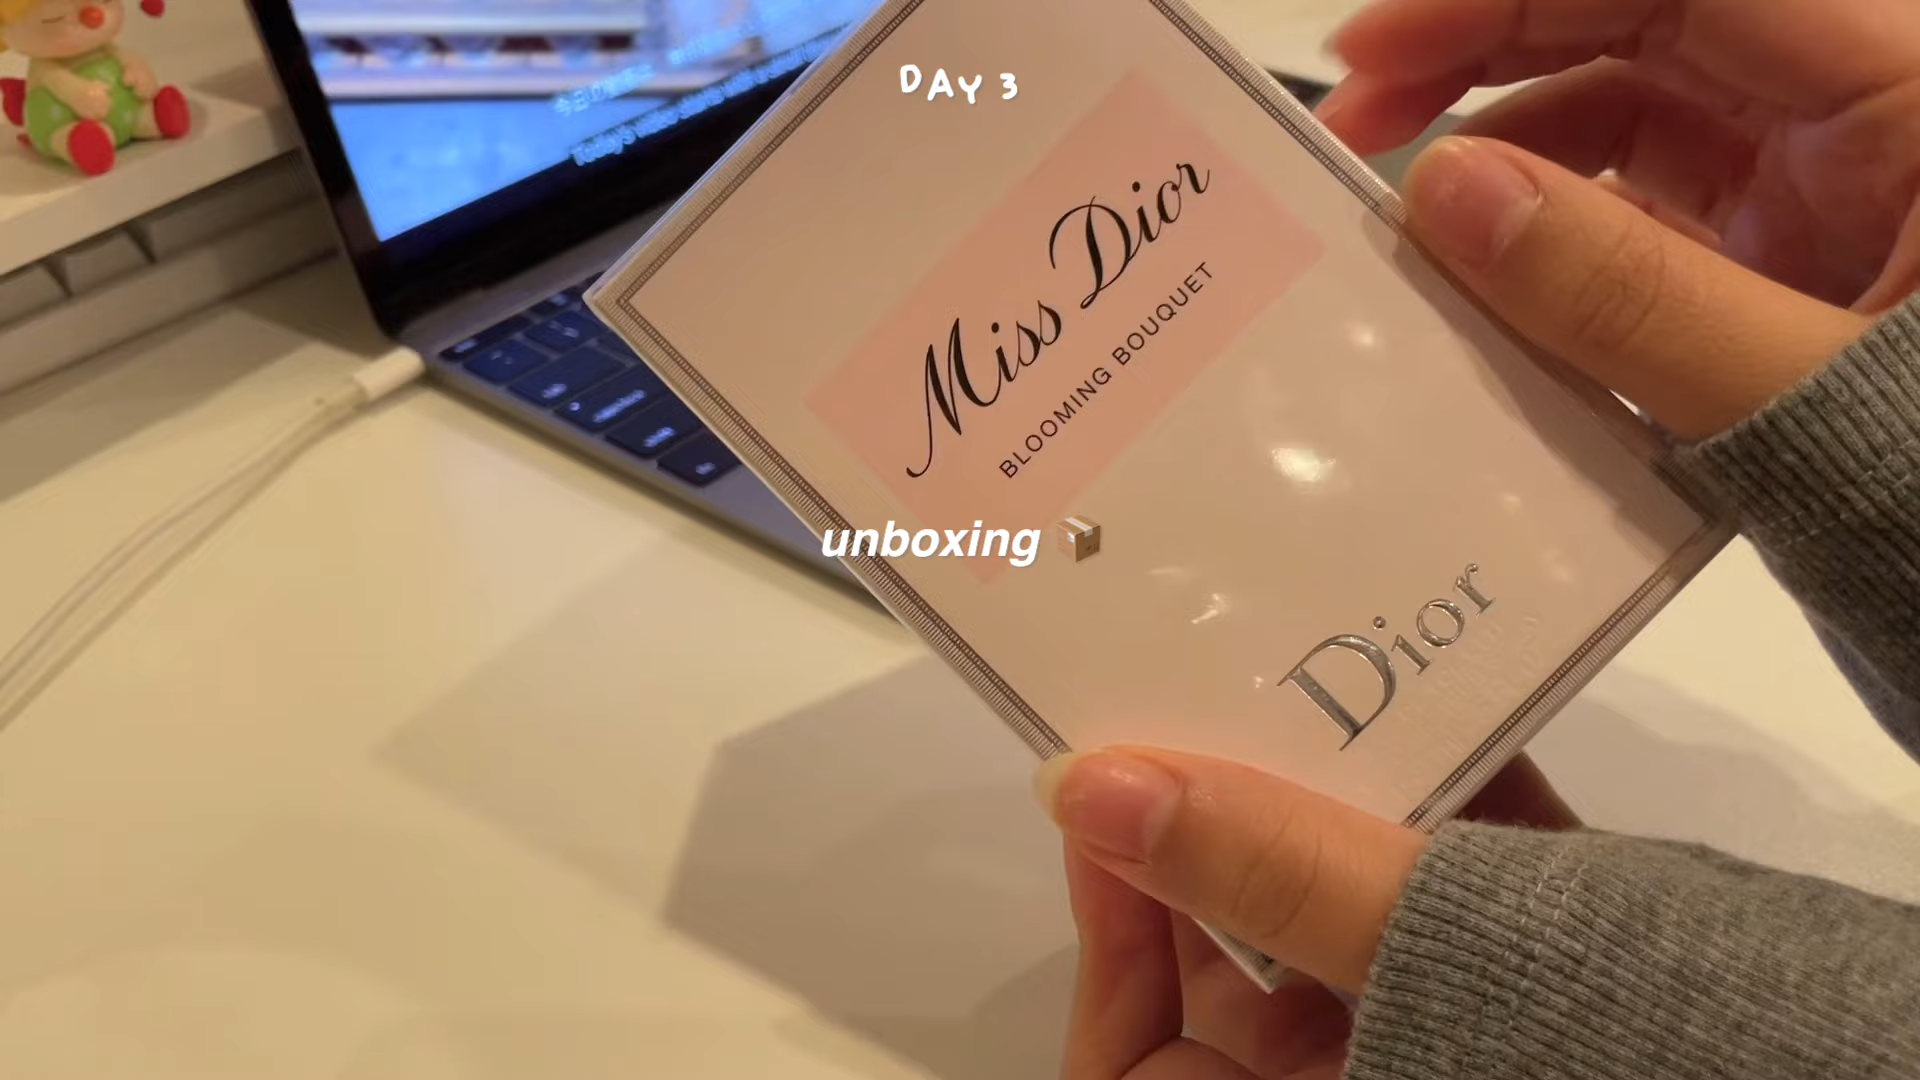 DAY 3
Miss Dior
BLOOMING BOUQUET
unboxing 📦
Dior